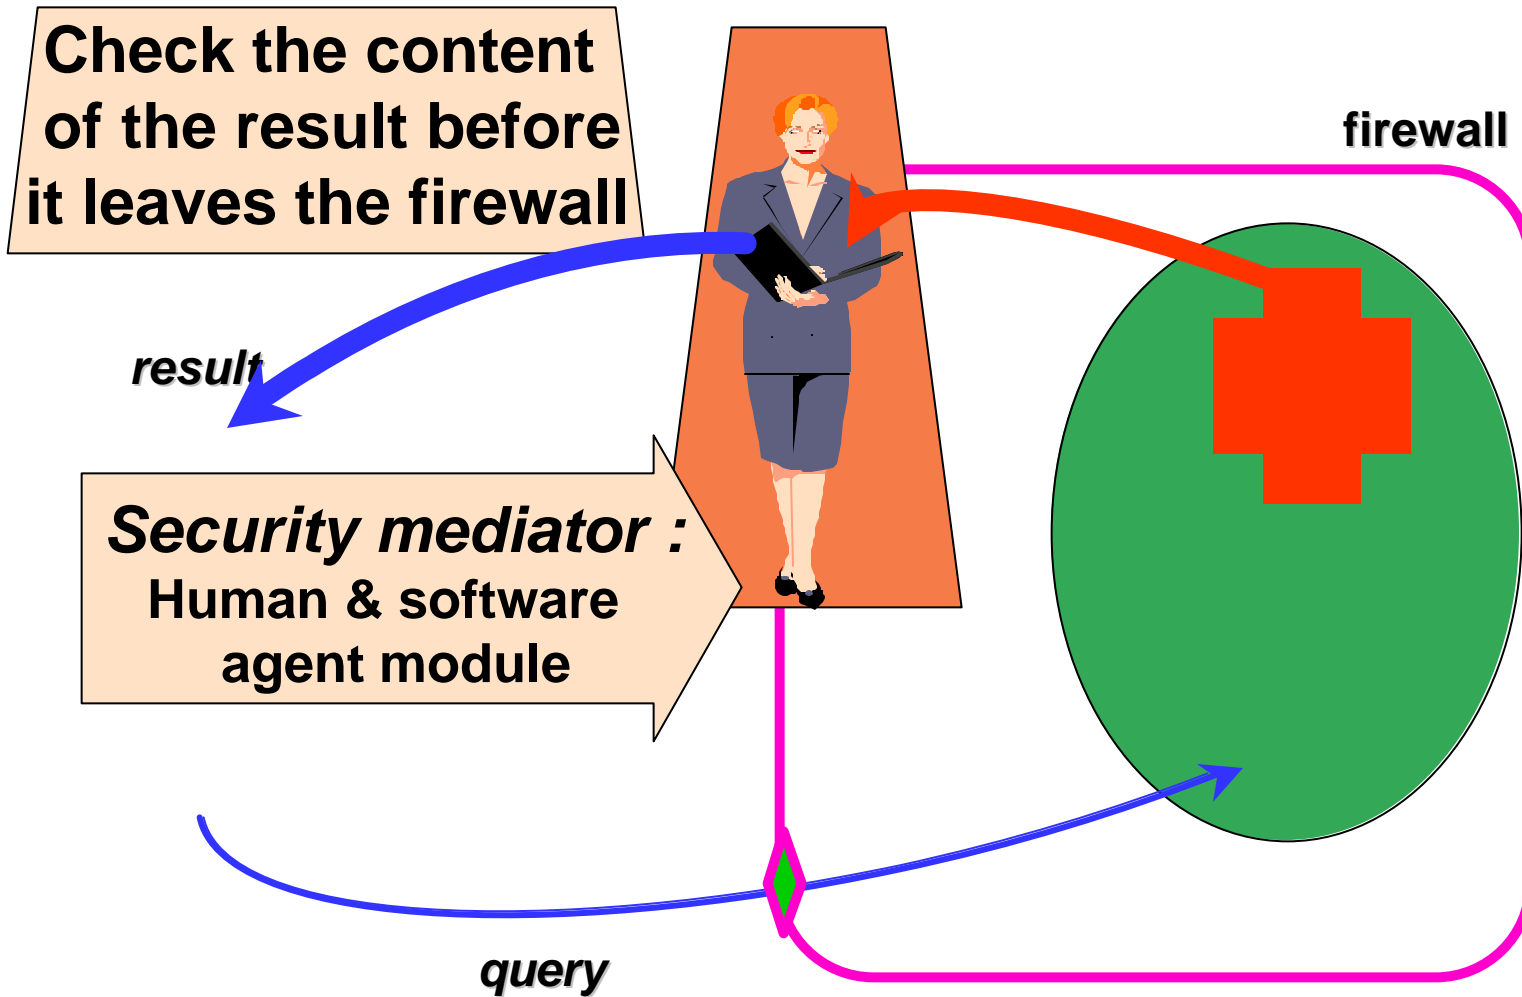 Check the content
of the result before
it leaves the firewall
firewall
result
Security mediator :
Human & software
agent module
query